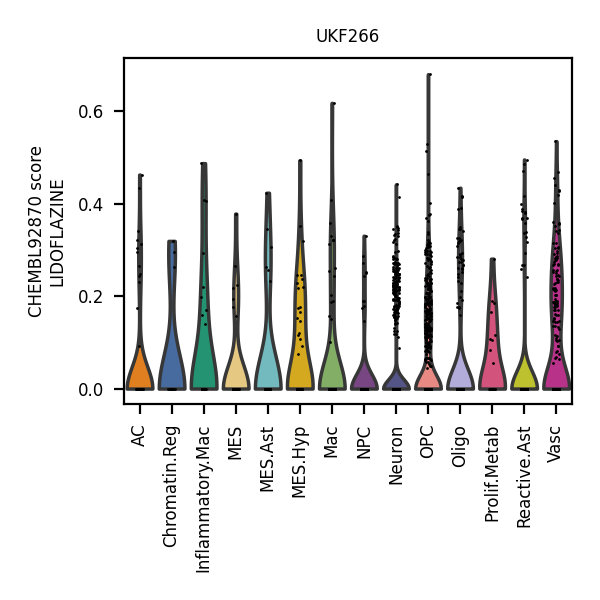 UKF266
CHEMBL92870 score
LIDOFLAZINE
0.6
0.4
0.2
0.0
AC
Chromatin.Reg
Inflammatory.Mac
MES
MES.Ast
MES.Hyp
Mac
NPC
Neuron
OPC
Oligo
Prolif.Metab
Reactive.Ast
Vasc